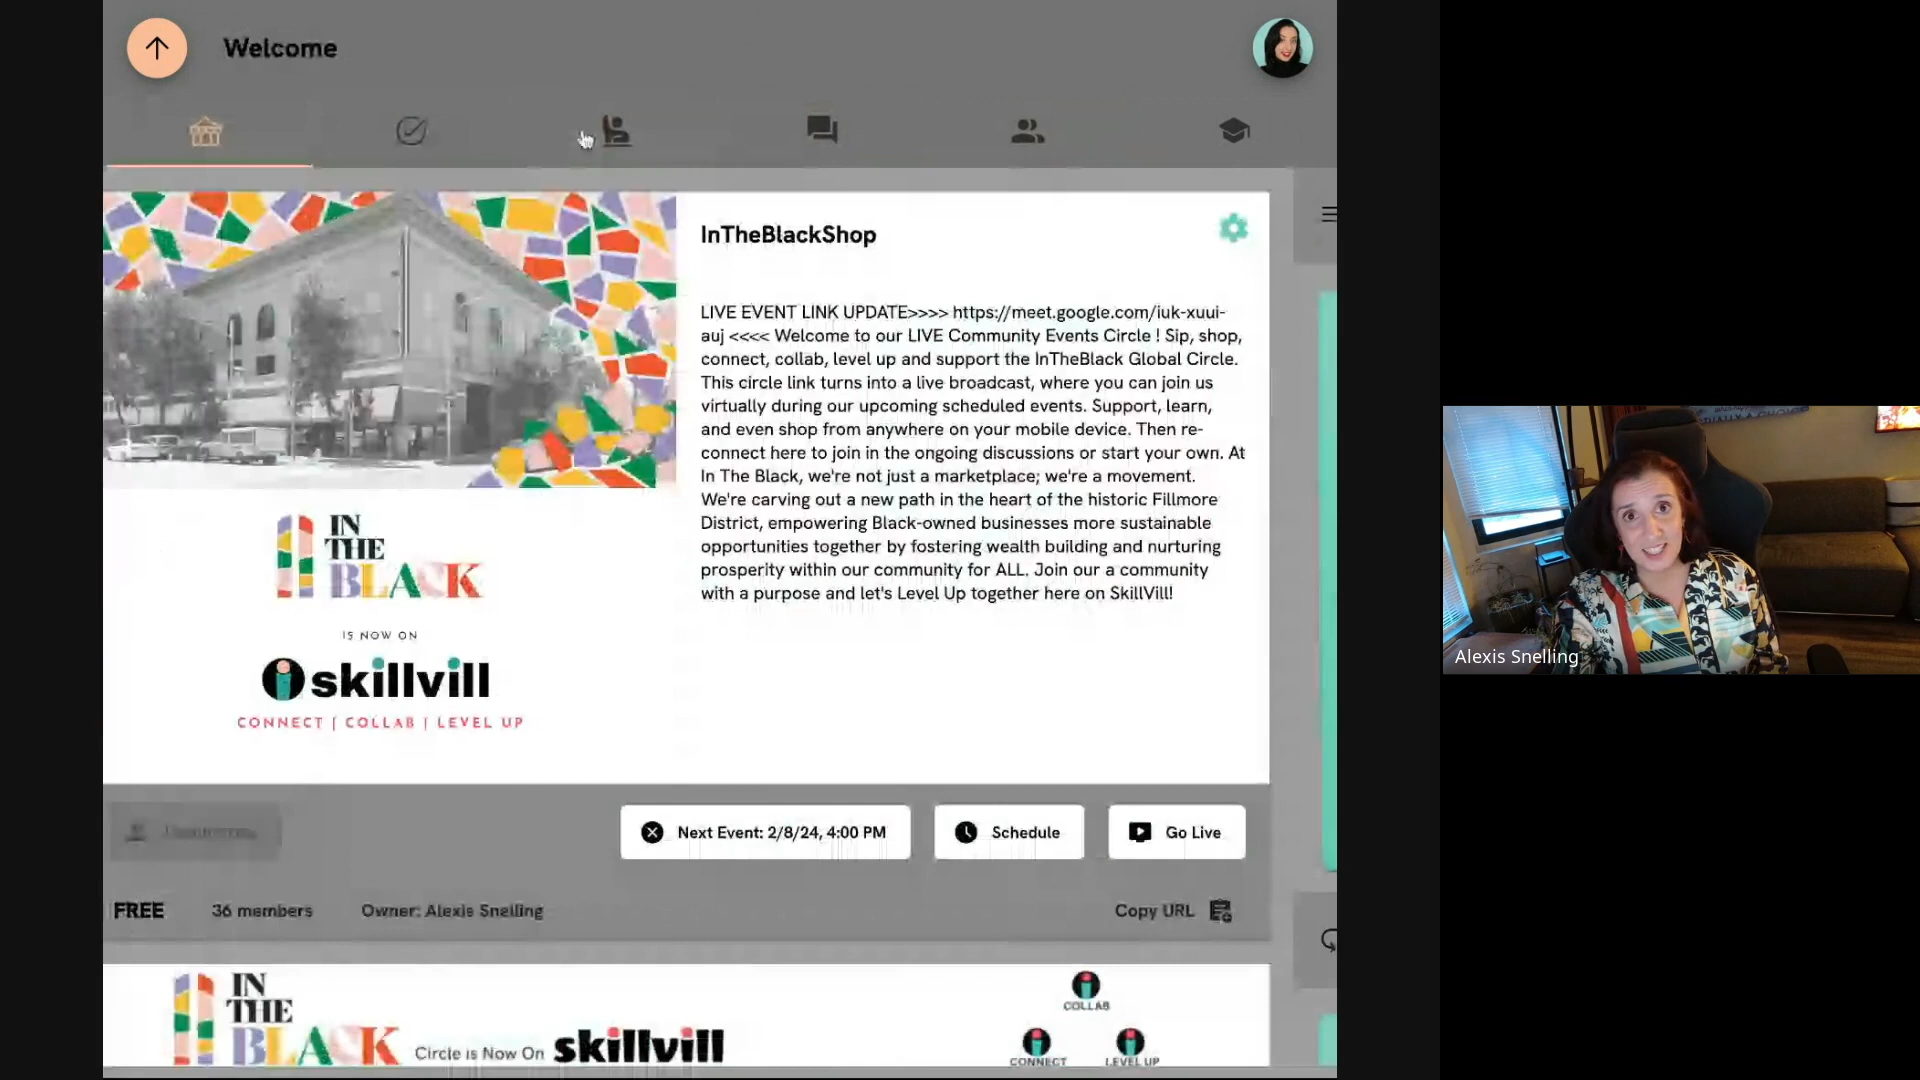 Welcome
InTheBlackShop
LIVE EVENT LINK UPDATE>>>> https://meet.google.com/iuk-xuui-
auj <<<< Welcome to our LIVE Community Events Circle ! Sip, shop,
connect, collab, level up and support the InTheBlack Global Circle.
This circle link turns into a live broadcast, where you can join us
virtually during our upcoming scheduled events. Support, learn,
and even shop from anywhere on your mobile device. Then re-
connect here to join in the ongoing discussions or start your own. At
In The Black, we're not just a marketplace; we're a movement.
We're carving out a new path in the heart of the historic Fillmore
District, empowering Black-owned businesses more sustainable
opportunities together by fostering wealth building and nurturing
prosperity within our community for ALL. Join our a community
with a purpose and let's Level Up together here on SkillVill!
IN
THE
BLACK
IS NOW ON
skillvill
CONNECT | COLLAB | LEVEL UP
Next Event: 2/8/24, 4:00 PM
Schedule
Go Live
FREE
36 members
Owner: Alexis Snelling
Copy URL
IN
THE
BLACK
Circle is Now On
skillvill
COLLAB
CONNECT
LEVEL UP
Alexis Snelling